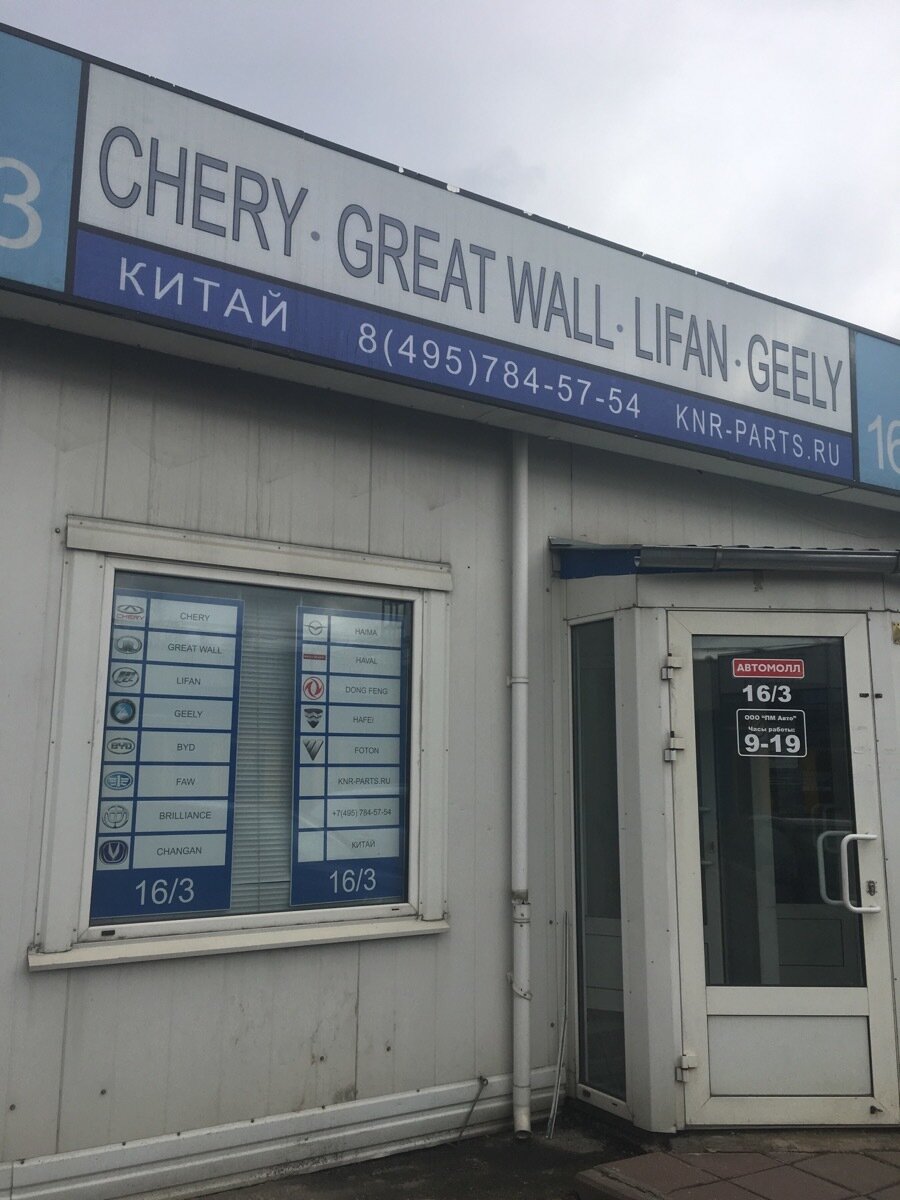 3
CHERY · GREAT WALL · LIFAN · GEELY
КИТАЙ 8(495)784-57-54 KNR-PARTS.RU
16
CHERY CHERY
GREAT WALL
LIFAN
GEELY
BYD BYD
FAW
BRILLIANCE
CHANGAN
16/3
HAIMA
HAVAL
DONG FENG
HAFEI
FOTON
KNR-PARTS.RU
+7(495) 784-57-54
КИТАЙ
16/3
АВТОМОЛЛ
16/3
ООО "ПМ Авто"
Часы работы:
9-19